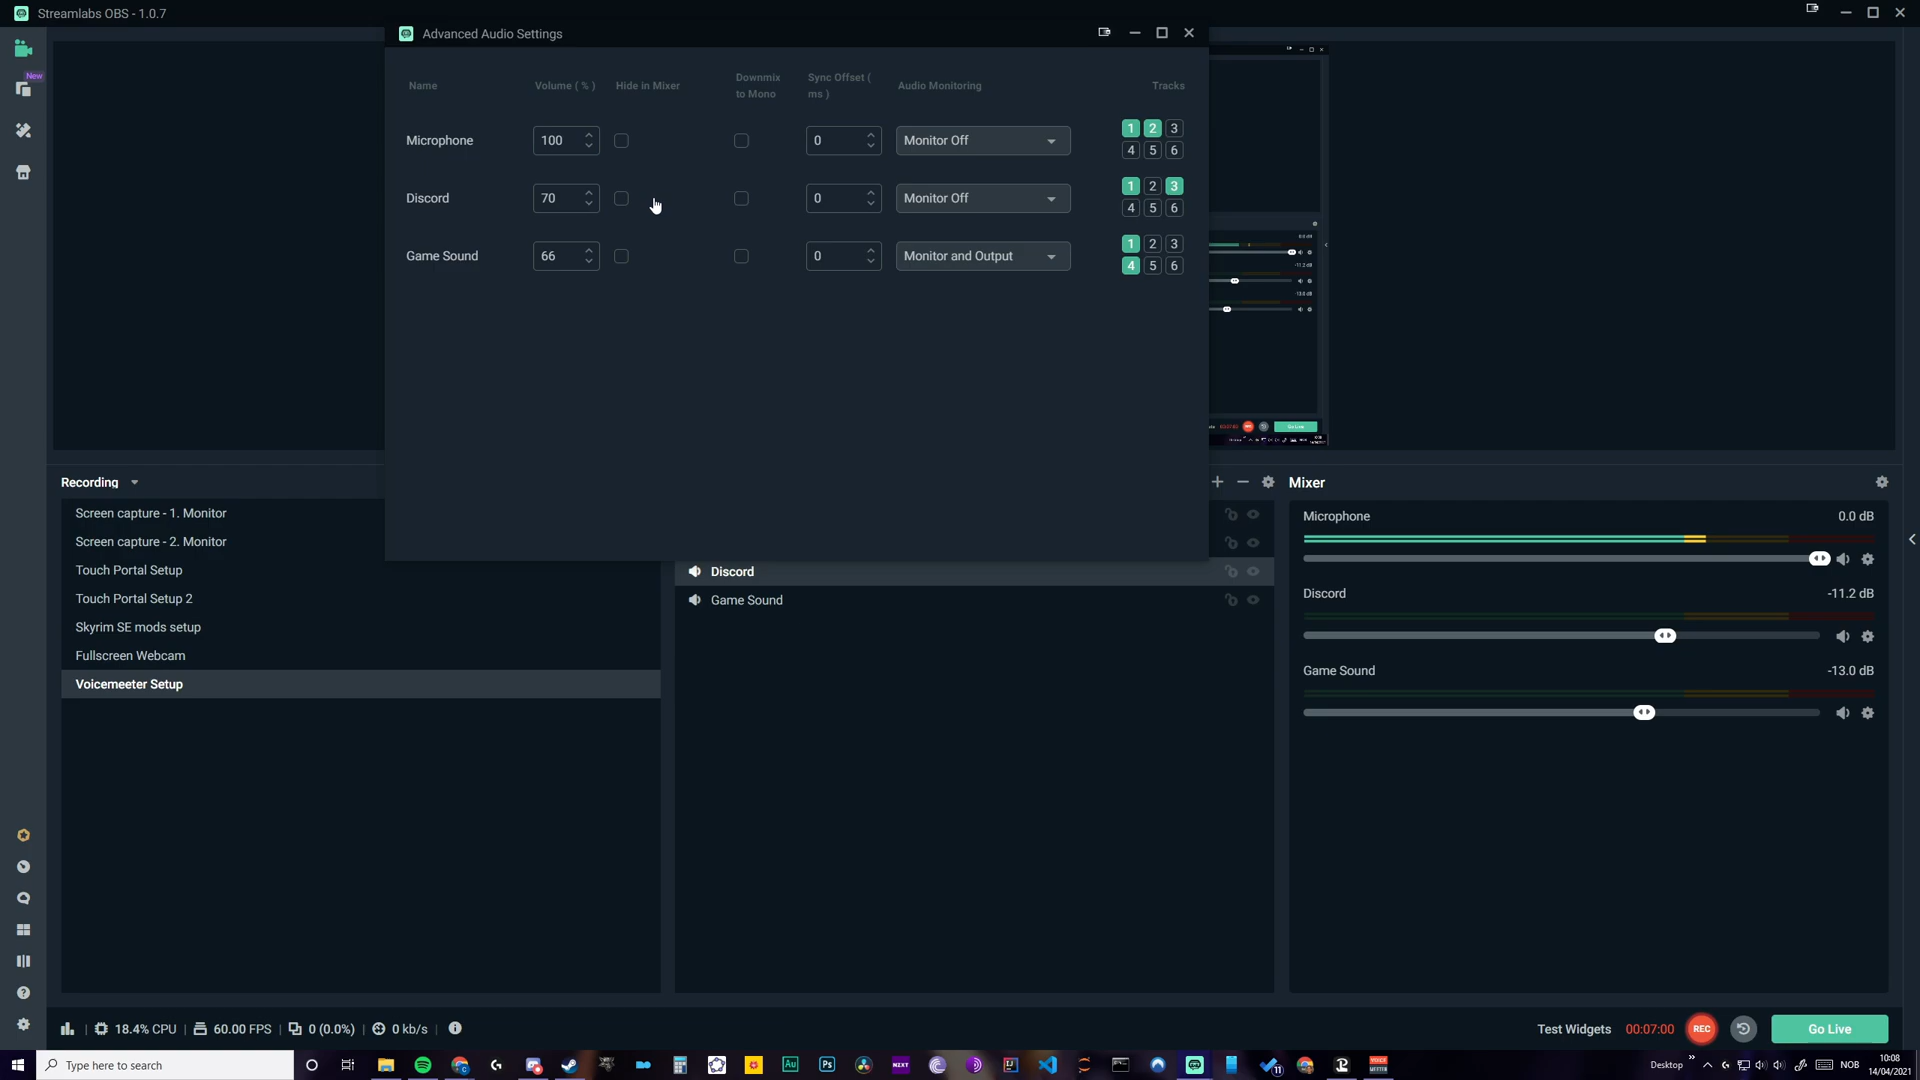 Streamlabs OBS - 1.0.7
Advanced Audio Settings
New
Name
Volume ( % )
Hide in Mixer
Downmix
to Mono
Sync Offset (
ms )
Audio Monitoring
Tracks
Microphone
100
0
Monitor Off
1 2 3
4 5 6
Discord
70
0
Monitor Off
1 2 3
4 5 6
Game Sound
66
0
Monitor and Output
1 2 3
4 5 6
Recording
Screen capture - 1. Monitor
Screen capture - 2. Monitor
Touch Portal Setup
Touch Portal Setup 2
Skyrim SE mods setup
Fullscreen Webcam
Voicemeeter Setup
Discord
Game Sound
Mixer
Microphone
0.0 dB
Discord
-11.2 dB
Game Sound
-13.0 dB
18.4% CPU
60.00 FPS
0 (0.0%)
0 kb/s
Test Widgets
00:07:00
REC
Go Live
Type here to search
Desktop
NOB
10:08
14/04/2021